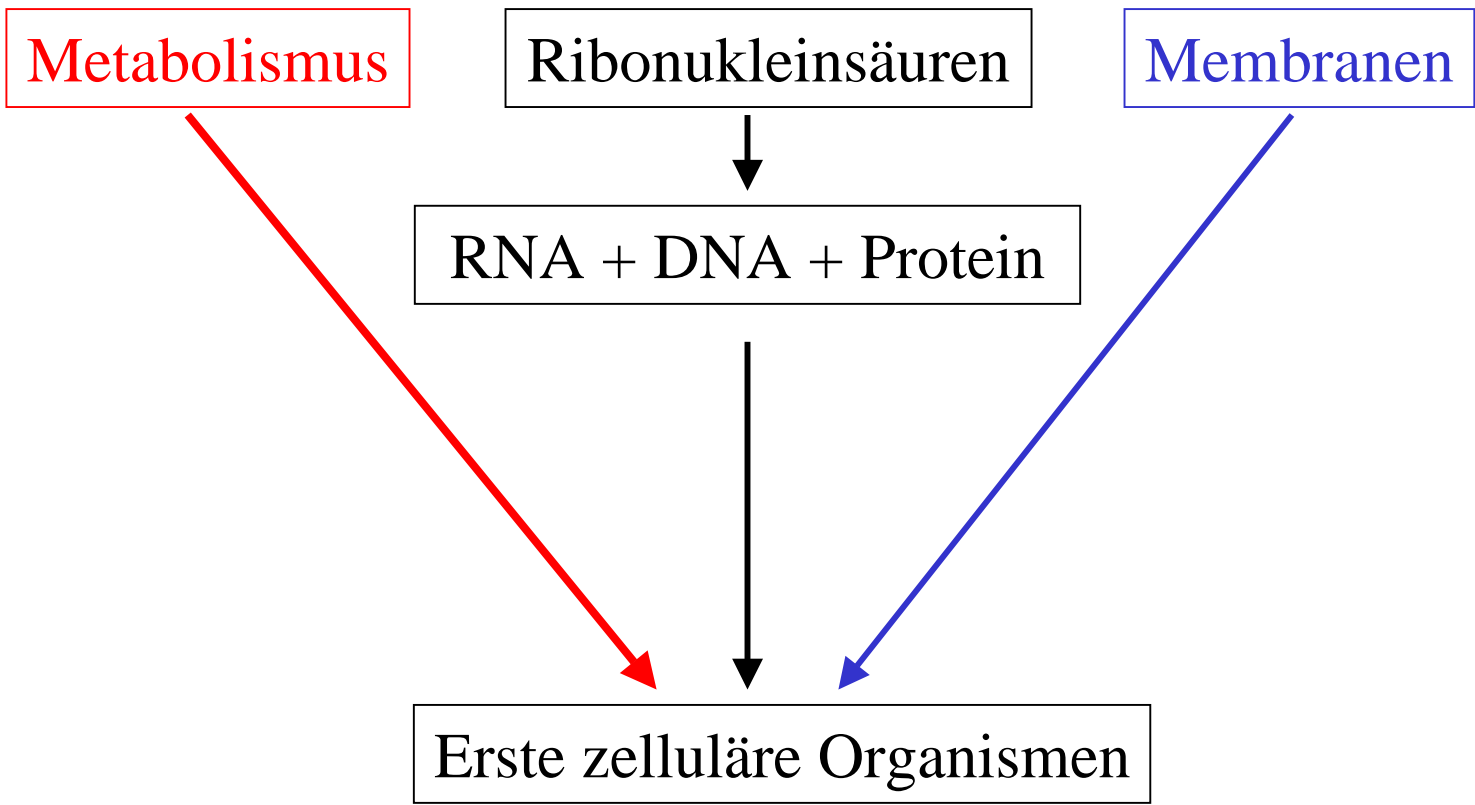 Metabolismus
Ribonukleinsäuren
Membranen
RNA + DNA + Protein
Erste zelluläre Organismen